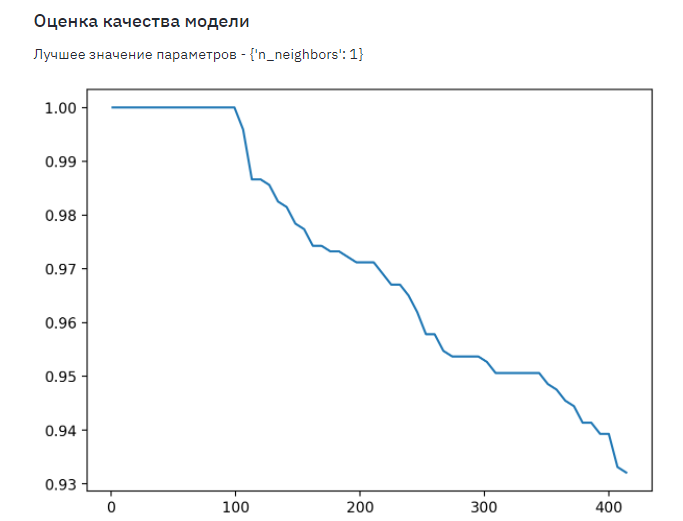 Оценка качества модели
Лучшее значение параметров - {'n_neighbors': 1}
1.00
0.99
0.98
0.97
0.96
0.95
0.94
0.93
0 100 200 300 400